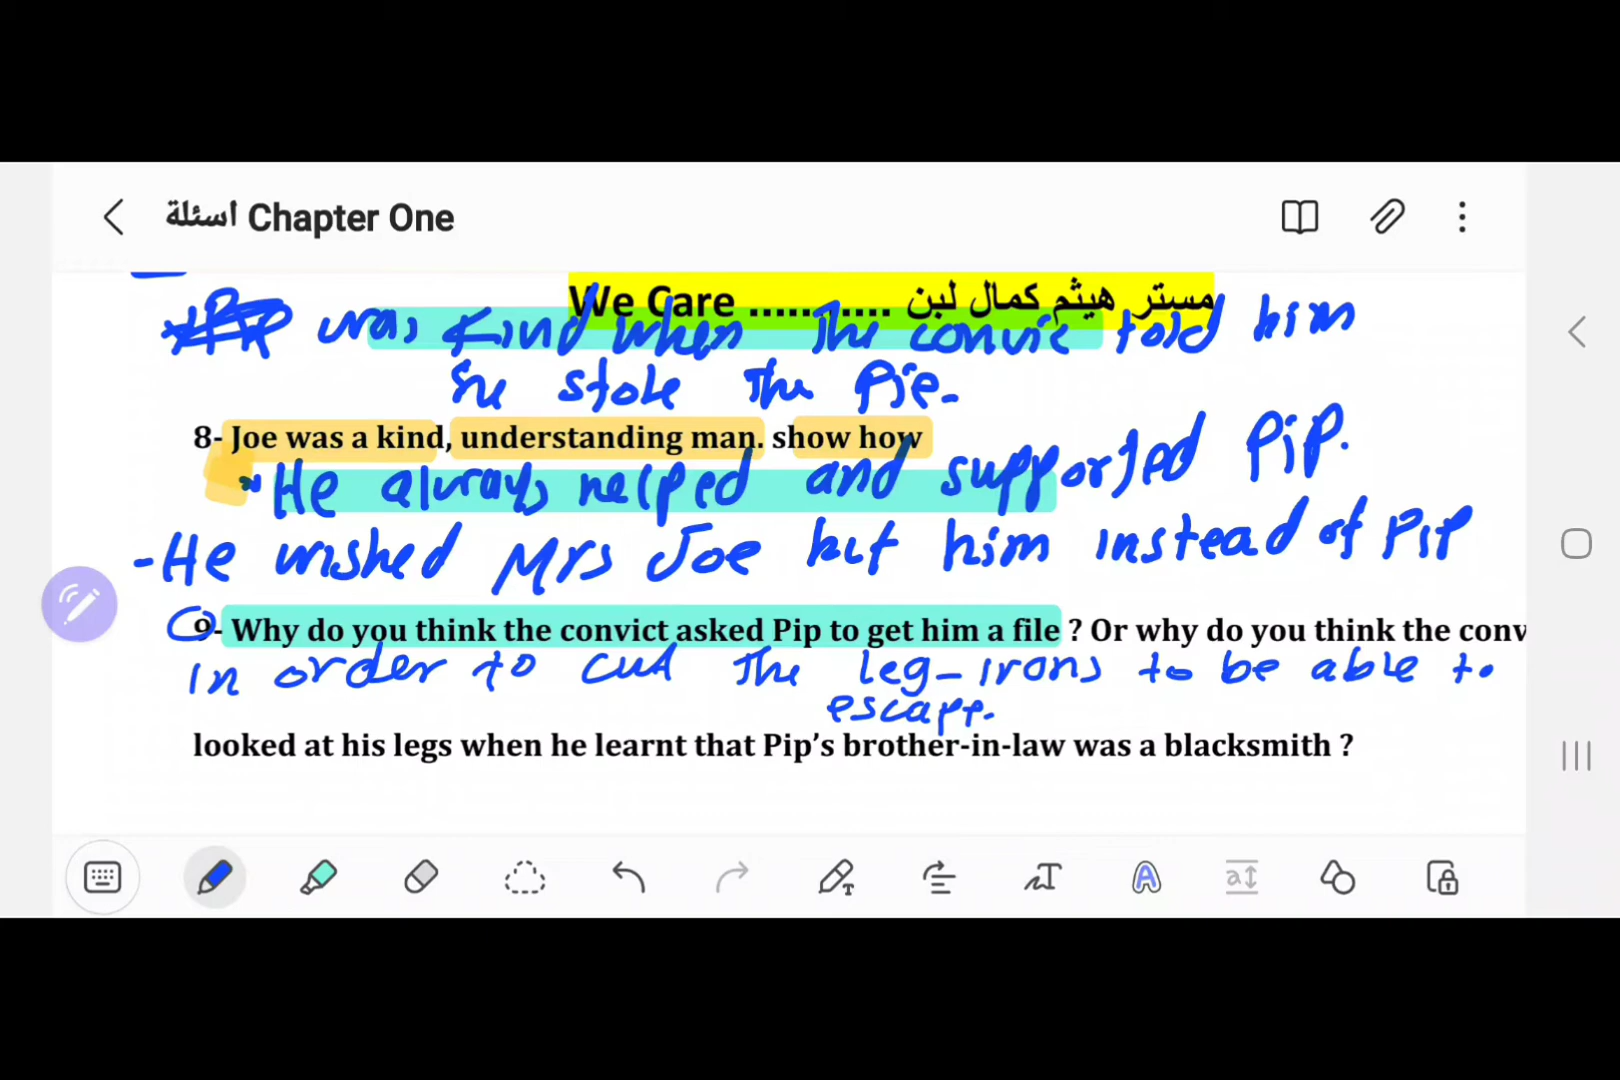 اسئلة Chapter One
We Care ........... مستر هيثم كمال لبن
was kind when The convic told him
he stole The Pie.
8- Joe was a kind, understanding man. show how
He always helped and supported Pip.
- He wished Mrs Joe hit him instead of Pip
9- Why do you think the convict asked Pip to get him a file ? Or why do you think the conv
in order to cut The leg-irons to be able to
escape.
looked at his legs when he learnt that Pip's brother-in-law was a blacksmith ?